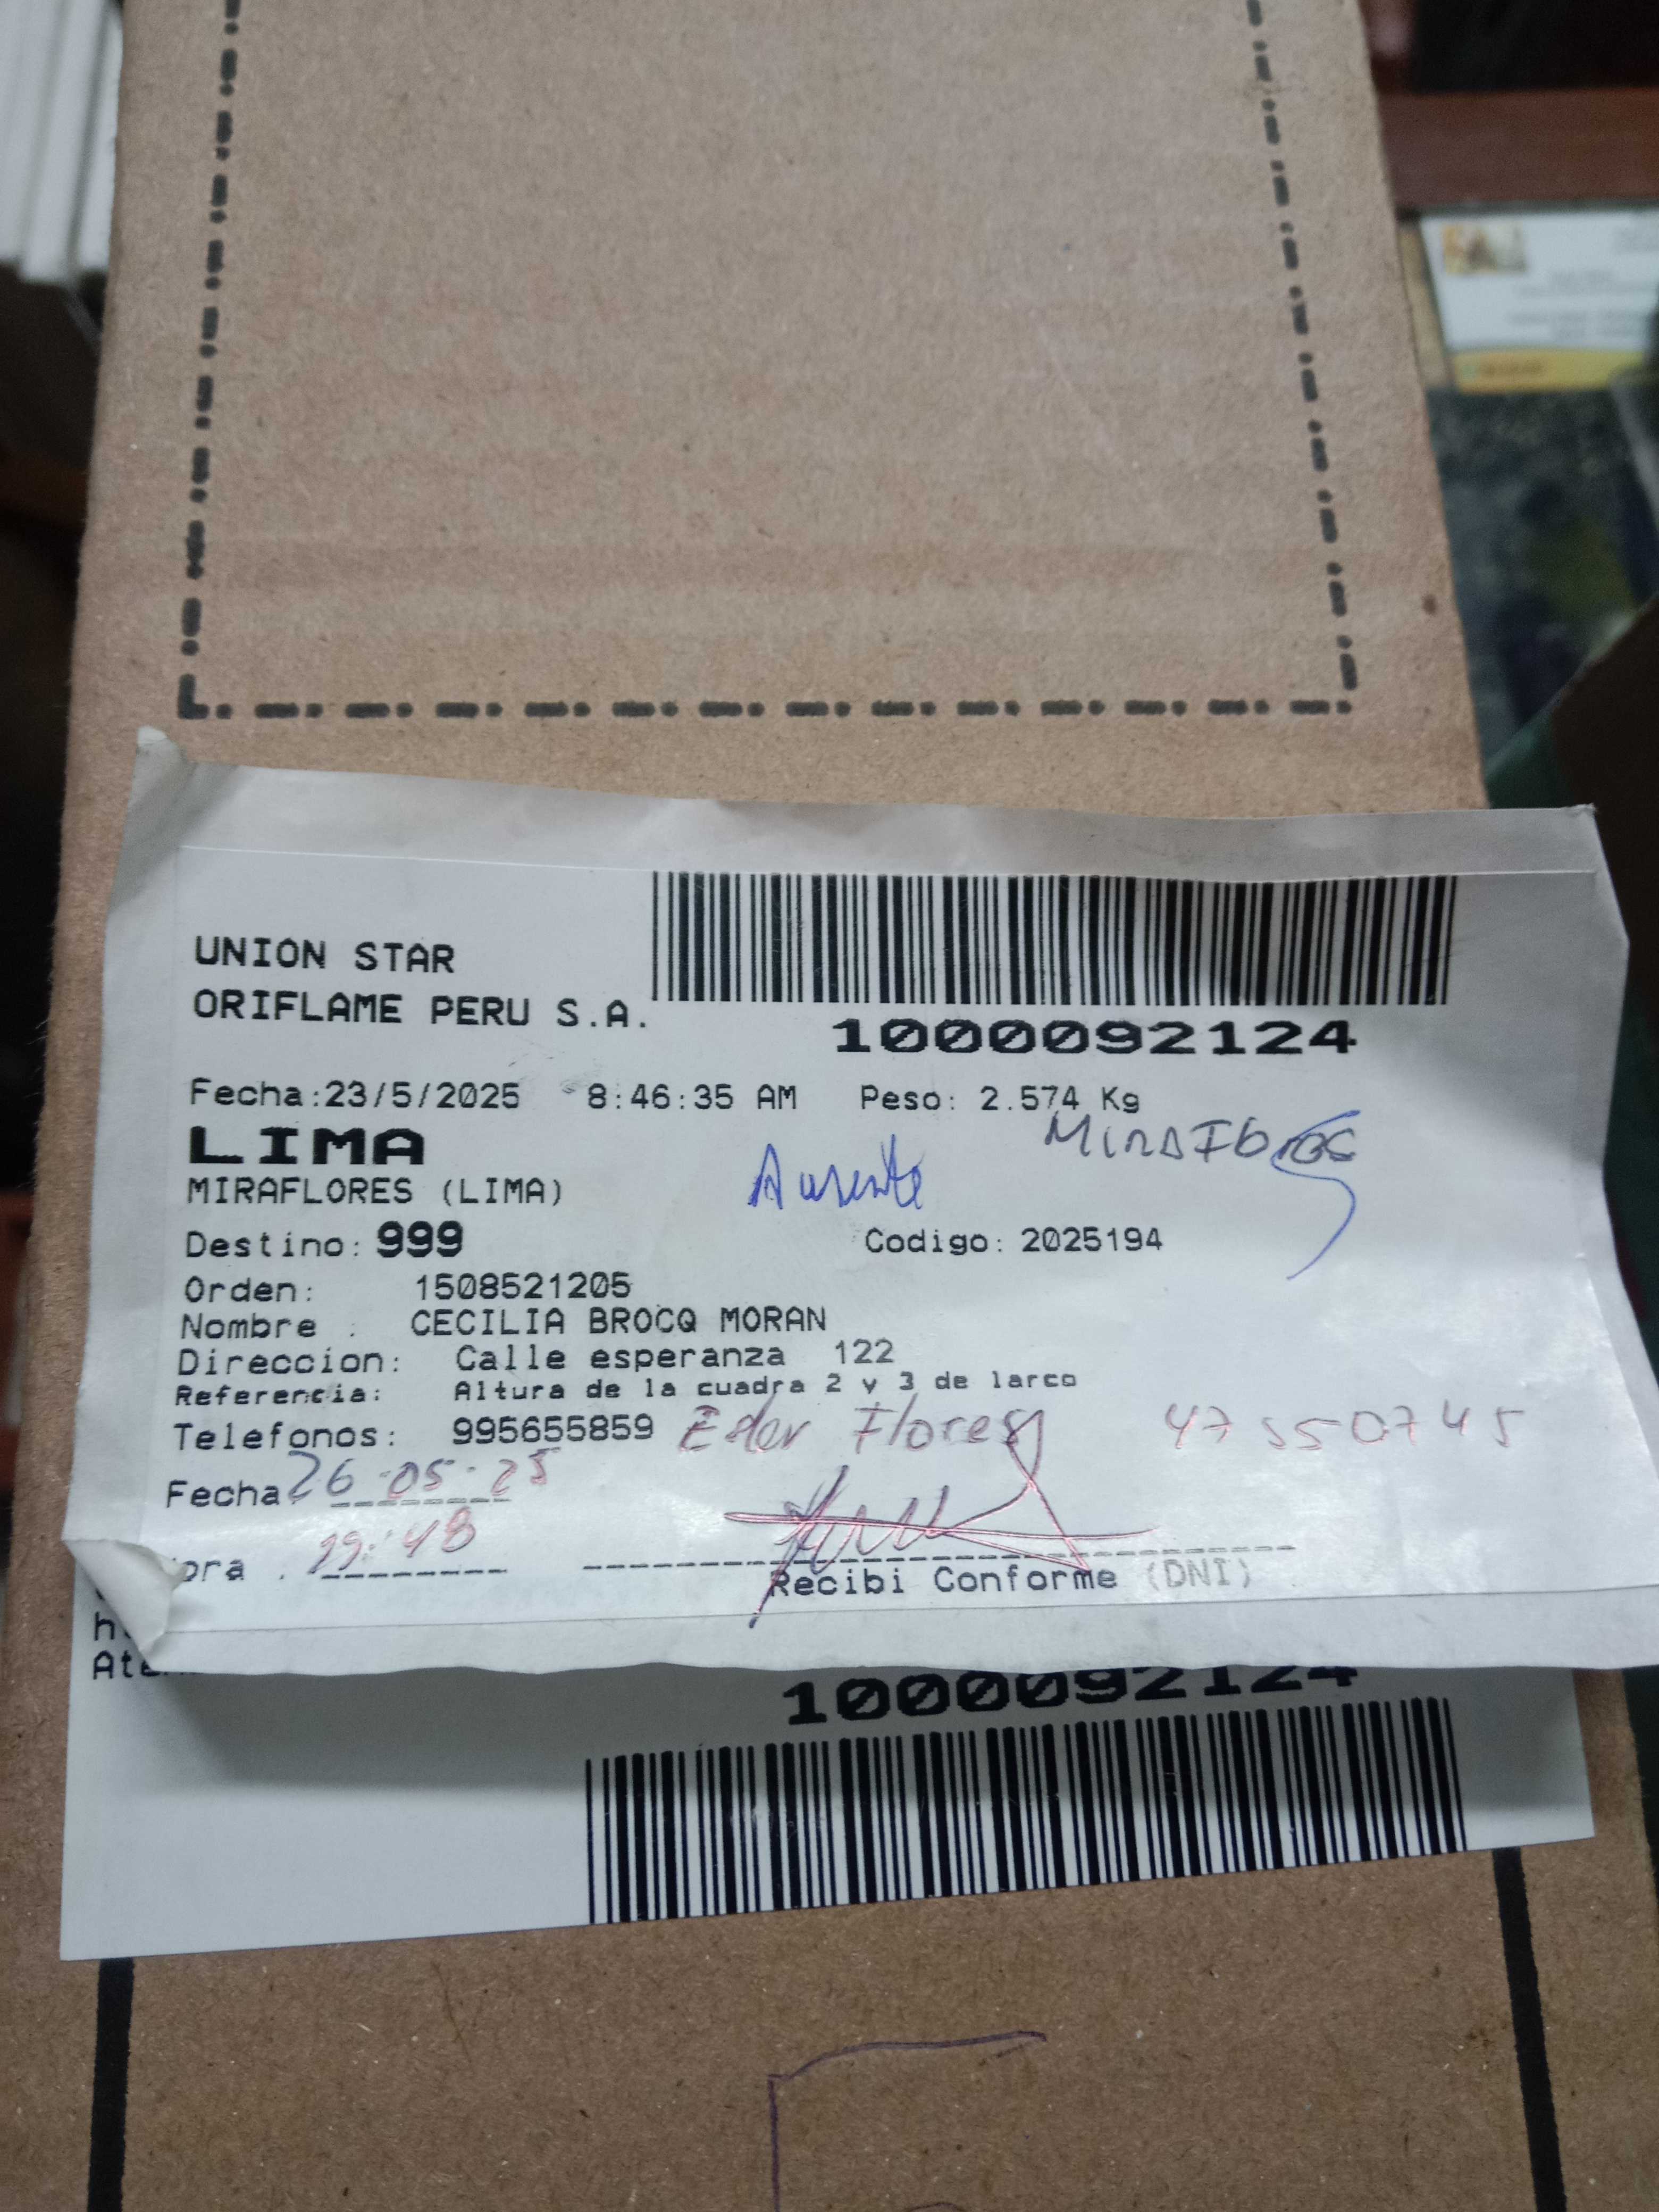 UNION STAR
ORIFLAME PERU S.A.
1000092124
Fecha:23/5/2025 8:46:35 AM Peso: 2.574 Kg
LIMA Miraflores
MIRAFLORES (LIMA) Ausente
Destino: 999 Codigo: 2025194
Orden: 1508521205
Nombre : CECILIA BROCQ MORAN
Direccion: Calle esperanza 122
Referencia: Altura de la cuadra 2 y 3 de larco
Telefonos: 995655859 Eder Flores 47550745
Fecha: 26-05-25
ora :
Recibi Conforme (DNI)
1000092124